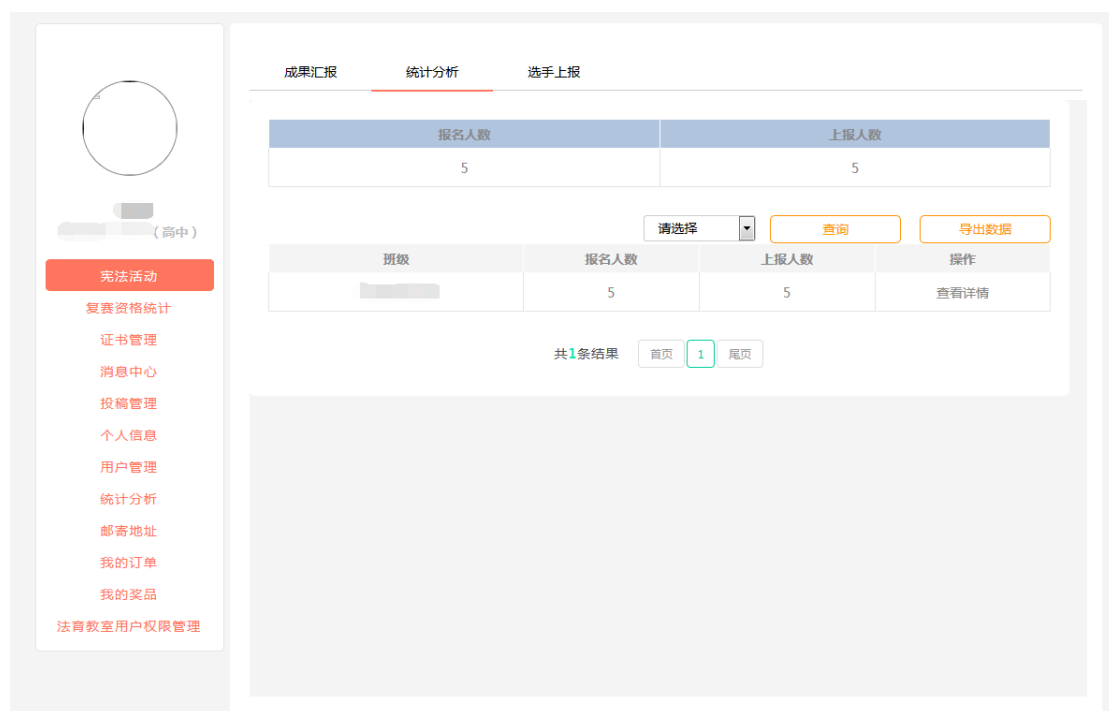 成果汇报 统计分析 选手上报
报名人数 上报人数
5 5
(高中)
请选择 查询 导出数据
班级 报名人数 上报人数 操作
5 5 查看详情
共1条结果 首页 1 尾页
宪法活动
复赛资格统计
证书管理
消息中心
投稿管理
个人信息
用户管理
统计分析
邮寄地址
我的订单
我的奖品
法育教室用户权限管理